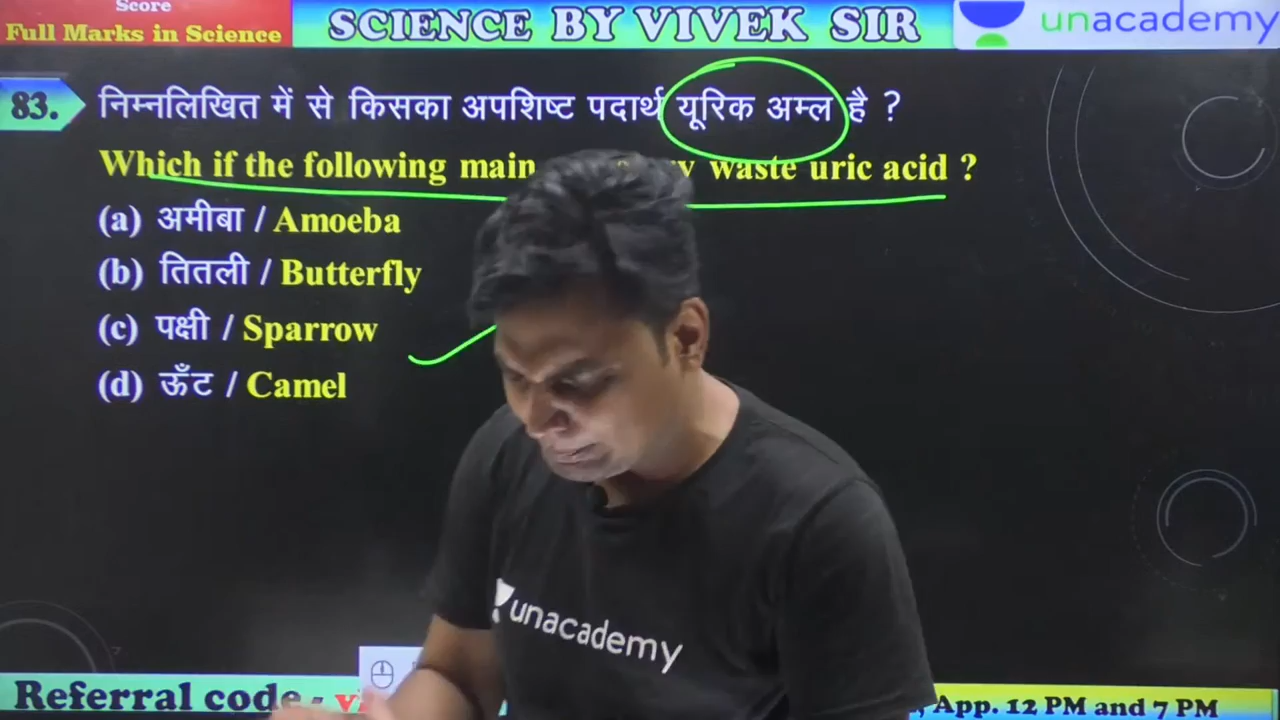 Score
Full Marks in Science
SCIENCE BY VIVEK SIR
unacademy
83. निम्नलिखित में से किसका अपशिष्ट पदार्थ यूरिक अम्ल है ?
Which if the following main waste uric acid ?
(a) अमीबा / Amoeba
(b) तितली / Butterfly
(c) पक्षी / Sparrow
(d) ऊँट / Camel
unacademy
Referral code - App. 12 PM and 7 PM